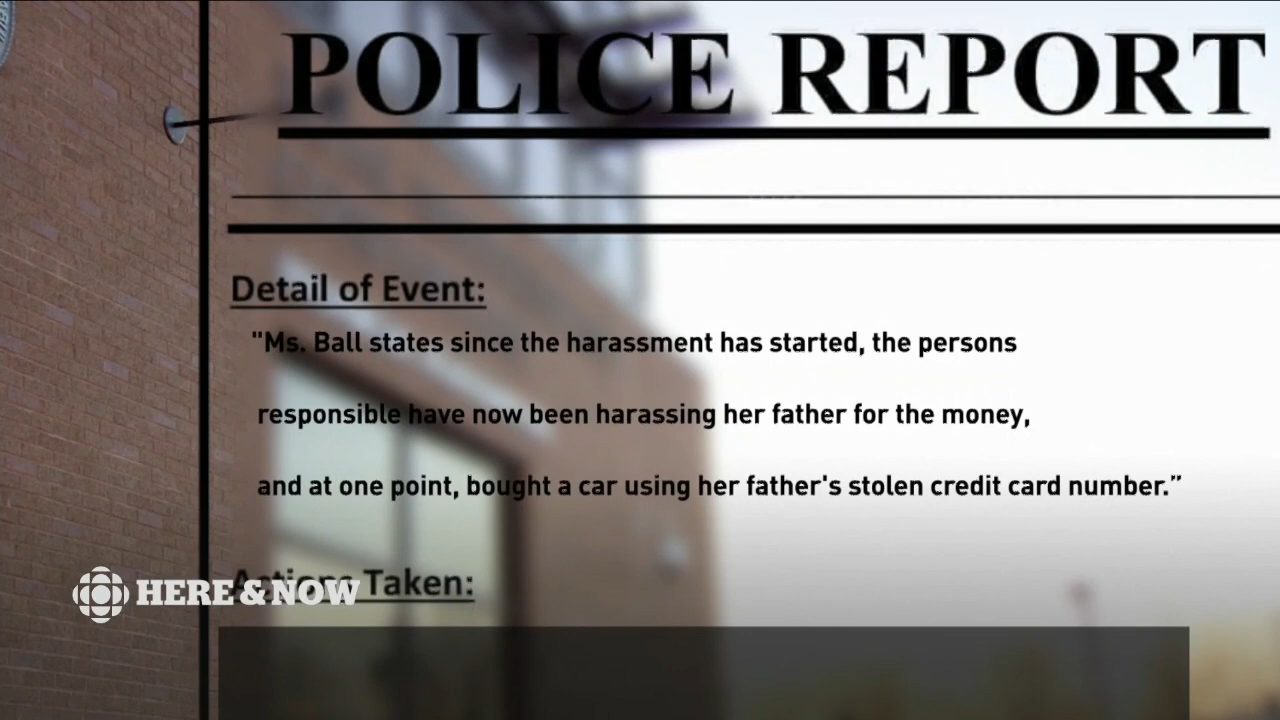 POLICE REPORT
Detail of Event:
"Ms. Ball states since the harassment has started, the persons
responsible have now been harassing her father for the money,
and at one point, bought a car using her father's stolen credit card number.”
Actions Taken:
HERE & NOW